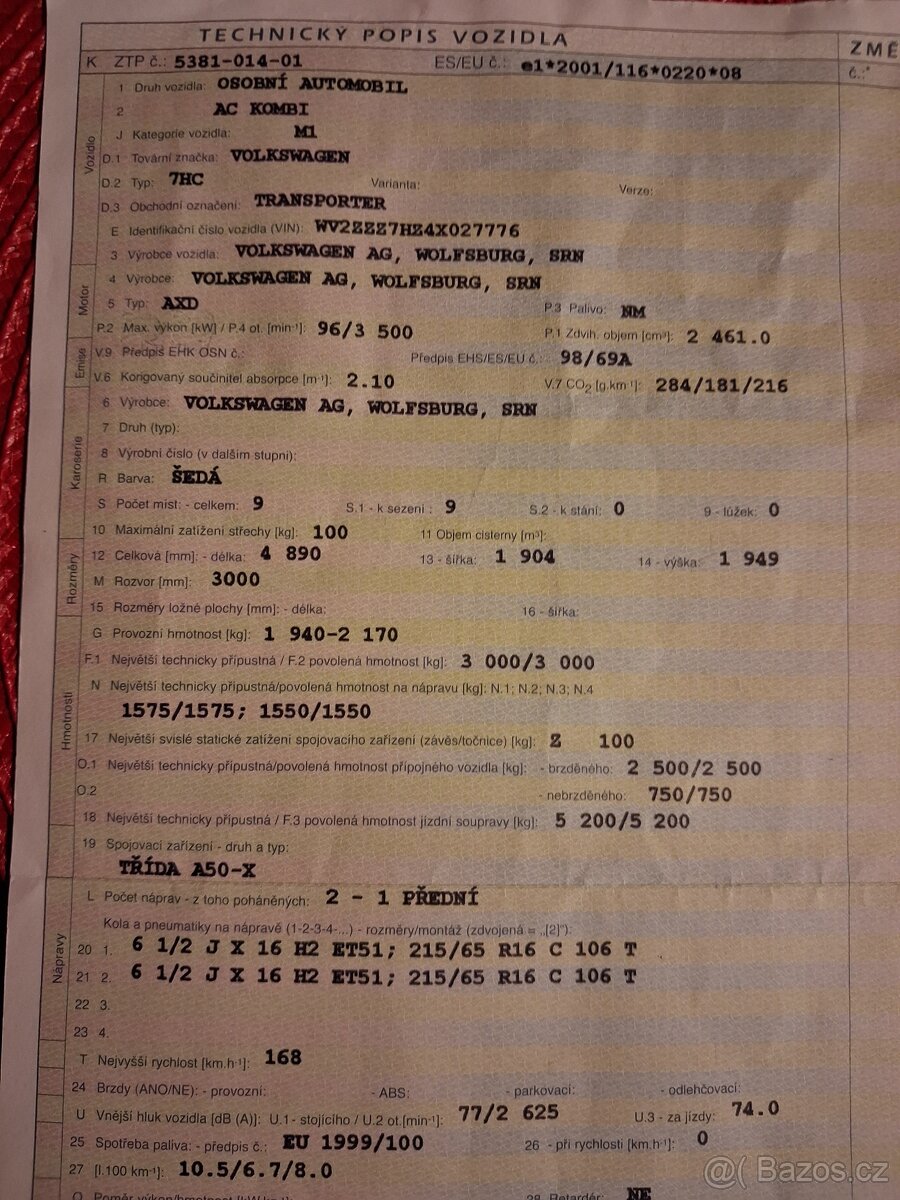 TECHNICKÝ POPIS VOZIDLA
ZMĚ
K ZTP č.: 5381-014-01 ES/EU č.: e1*2001/116*0220*08 č.:*
Vozidlo
1 Druh vozidla: OSOBNÍ AUTOMOBIL
2 AC KOMBI
J Kategorie vozidla: M1
D.1 Tovární značka: VOLKSWAGEN
D.2 Typ: 7HC Varianta: Verze:
D.3 Obchodní označení: TRANSPORTER
E Identifikační číslo vozidla (VIN): WV2ZZZ7HZ4X027776
3 Výrobce vozidla: VOLKSWAGEN AG, WOLFSBURG, SRN
Motor
4 Výrobce: VOLKSWAGEN AG, WOLFSBURG, SRN
5 Typ: AXD P.3 Palivo: NM
P.2 Max. výkon [kW] / P.4 ot. [min⁻¹]: 96/3 500 P.1 Zdvih. objem [cm³]: 2 461.0
Emise
V.9 Předpis EHK OSN č.: Předpis EHS/ES/EU č.: 98/69A
V.6 Korigovaný součinitel absorpce [m⁻¹]: 2.10 V.7 CO₂ [g.km⁻¹]: 284/181/216
Karoserie
6 Výrobce: VOLKSWAGEN AG, WOLFSBURG, SRN
7 Druh (typ):
8 Výrobní číslo (v dalším stupni):
R Barva: ŠEDÁ
S Počet míst: - celkem: 9 S.1 - k sezení : 9 S.2 - k stání: 0 9 - lůžek: 0
10 Maximální zatížení střechy [kg]: 100 11 Objem cisterny [m³]:
Rozměry
12 Celková [mm]: - délka: 4 890 13 - šířka: 1 904 14 - výška: 1 949
M Rozvor [mm]: 3000
15 Rozměry ložné plochy [mm]: - délka: 16 - šířka:
Hmotnosti
G Provozní hmotnost [kg]: 1 940-2 170
F.1 Největší technicky přípustná / F.2 povolená hmotnost [kg]: 3 000/3 000
N Největší technicky přípustná/povolená hmotnost na nápravu [kg]: N.1; N.2; N.3; N.4
1575/1575; 1550/1550
17 Největší svislé statické zatížení spojovacího zařízení (závěs/točnice) [kg]: Z 100
O.1 Největší technicky přípustná/povolená hmotnost přípojného vozidla [kg]: - brzděného: 2 500/2 500
O.2 - nebrzděného: 750/750
18 Největší technicky přípustná / F.3 povolená hmotnost jízdní soupravy [kg]: 5 200/5 200
19 Spojovací zařízení - druh a typ:
TŘÍDA A50-X
Nápravy
L Počet náprav - z toho poháněných: 2 - 1 PŘEDNÍ
Kola a pneumatiky na nápravě (1-2-3-4-...) - rozměry/montáž (zdvojená = „[2]"):
20 1. 6 1/2 J X 16 H2 ET51; 215/65 R16 C 106 T
21 2. 6 1/2 J X 16 H2 ET51; 215/65 R16 C 106 T
22 3.
23 4.
T Nejvyšší rychlost [km.h⁻¹]: 168
24 Brzdy (ANO/NE): - provozní: - ABS: - parkovací: - odlehčovací:
U Vnější hluk vozidla [dB (A)]: U.1 - stojícího / U.2 ot.[min⁻¹]: 77/2 625 U.3 - za jízdy: 74.0
25 Spotřeba paliva: - předpis č.: EU 1999/100 26 - při rychlosti [km.h⁻¹]: 0
27 [l.100 km⁻¹]: 10.5/6.7/8.0
Q Poměr výkon/hmotnost [kW.kg⁻¹]: 28 Retardér: NE
@( Bazos.cz